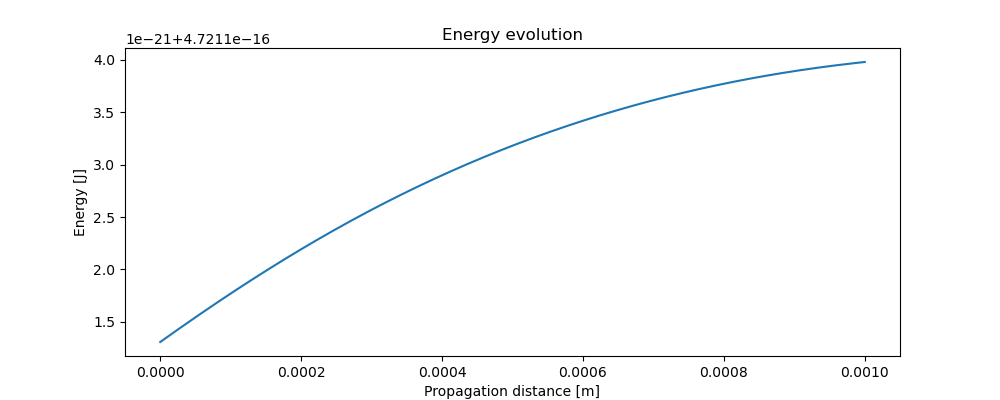 Energy evolution
1e−21+4.7211e−16
4.0
3.5
3.0
2.5
2.0
1.5
Energy [J]
0.0000 0.0002 0.0004 0.0006 0.0008 0.0010
Propagation distance [m]